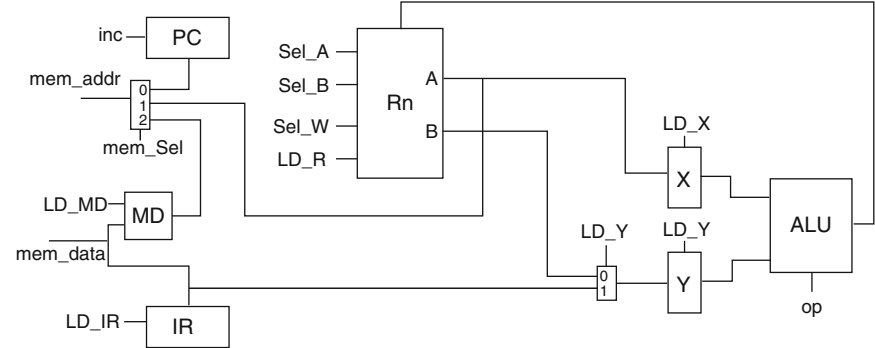 inc
PC
mem_addr
0
1
2
mem_Sel
LD_MD
MD
mem_data
LD_IR
IR
Sel_A
Sel_B
Sel_W
LD_R
Rn
A
B
LD_X
X
LD_Y
0
1
LD_Y
Y
ALU
op